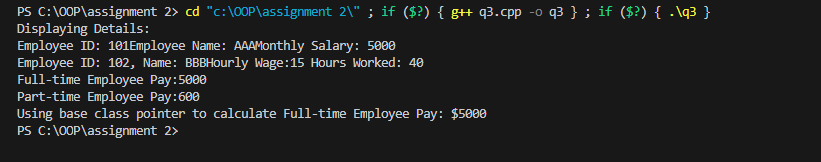 PS C:\OOP\assignment 2> cd "c:\OOP\assignment 2\" ; if ($?) { g++ q3.cpp -o q3 } ; if ($?) { .\q3 }
Displaying Details:
Employee ID: 101Employee Name: AAAMonthly Salary: 5000
Employee ID: 102, Name: BBBHourly Wage:15 Hours Worked: 40
Full-time Employee Pay:5000
Part-time Employee Pay:600
Using base class pointer to calculate Full-time Employee Pay: $5000
PS C:\OOP\assignment 2>